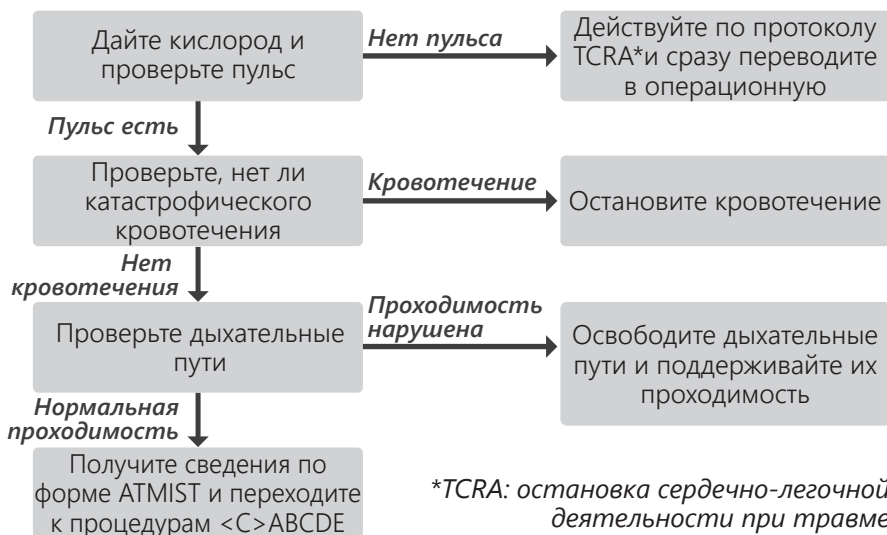 Дайте кислород и
проверьте пульс
Нет пульса
Действуйте по протоколу
TCRA*и сразу переводите
в операционную
Пульс есть
Проверьте, нет ли
катастрофического
кровотечения
Кровотечение
Остановите кровотечение
Нет
кровотечения
Проверьте дыхательные
пути
Проходимость
нарушена
Освободите дыхательные
пути и поддерживайте их
проходимость
Нормальная
проходимость
Получите сведения по
форме ATMIST и переходите
к процедурам <C>ABCDE
*TCRA: остановка сердечно-легочной
деятельности при травме